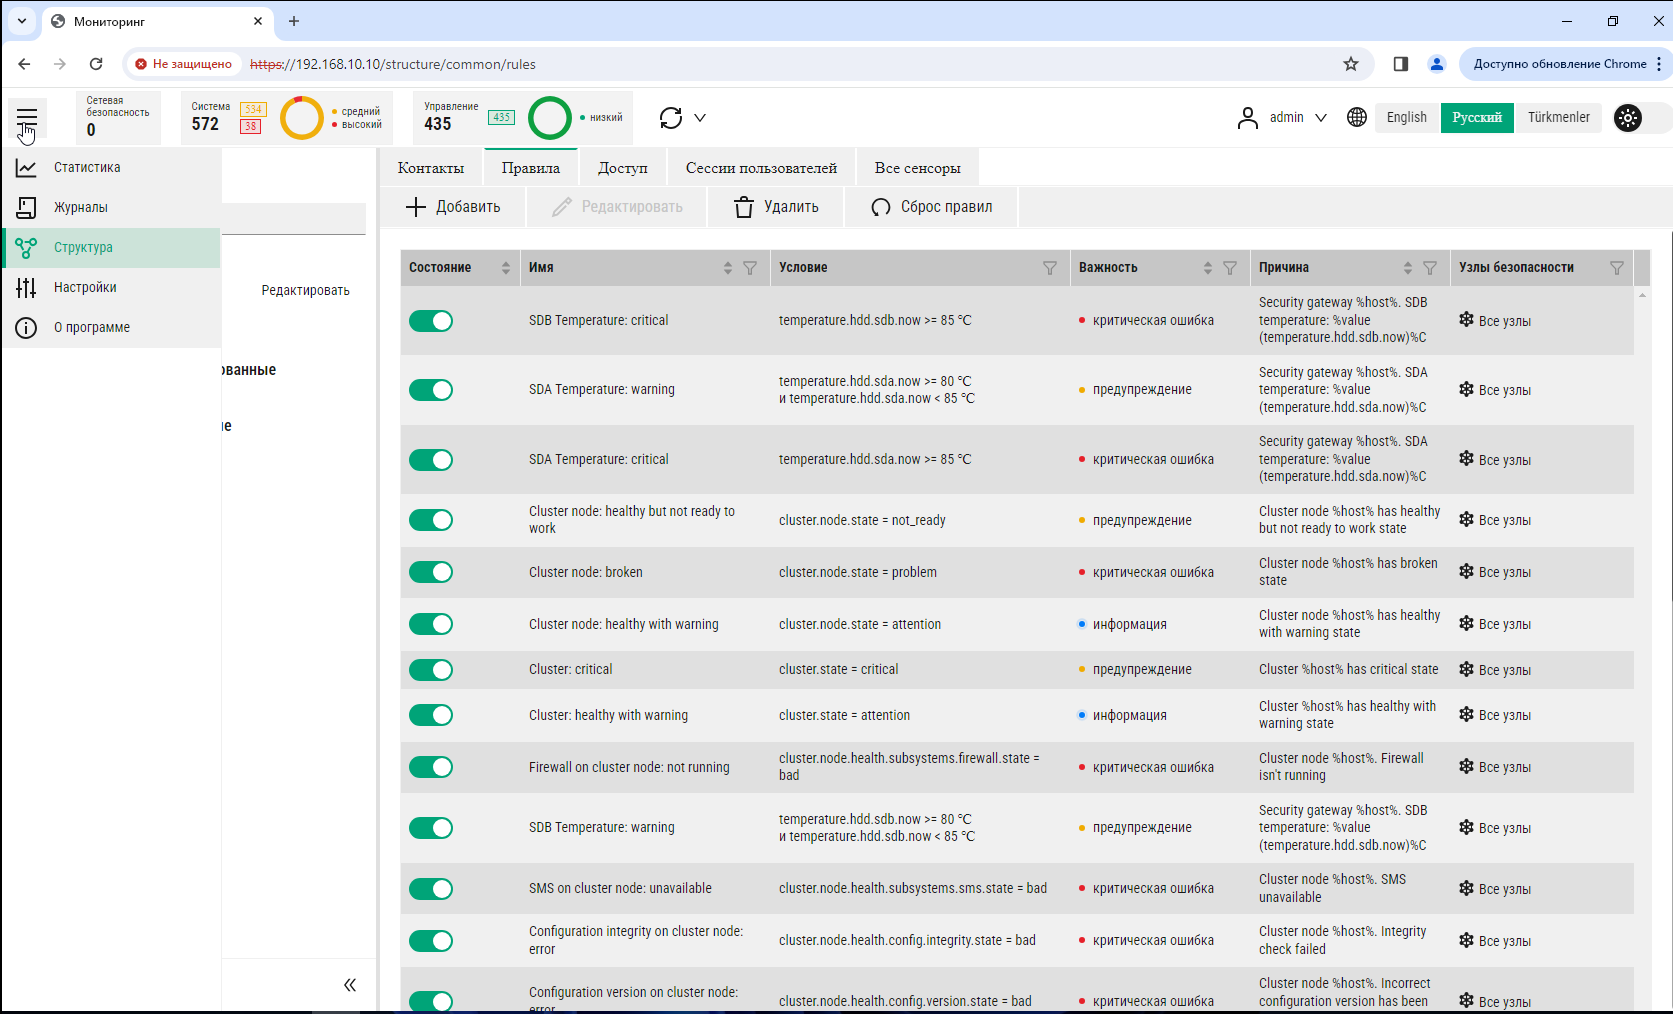 Мониторинг
Не защищено
https://192.168.10.10/structure/common/rules
Доступно обновление Chrome
Сетевая
безопасность
0
Система
572
534
38
средний
высокий
Управление
435
435
низкий
admin
English
Русский
Türkmenler
Статистика
Журналы
Структура
Настройки
О программе
Редактировать
ованные
ие
Контакты
Правила
Доступ
Сессии пользователей
Все сенсоры
Добавить
Редактировать
Удалить
Сброс правил
Состояние
Имя
Условие
Важность
Причина
Узлы безопасности
SDB Temperature: critical
temperature.hdd.sdb.now >= 85 °C
критическая ошибка
Security gateway %host%. SDB
temperature: %value
(temperature.hdd.sdb.now)%C
Все узлы
SDA Temperature: warning
temperature.hdd.sda.now >= 80 °C
и temperature.hdd.sda.now < 85 °C
предупреждение
Security gateway %host%. SDA
temperature: %value
(temperature.hdd.sda.now)%C
Все узлы
SDA Temperature: critical
temperature.hdd.sda.now >= 85 °C
критическая ошибка
Security gateway %host%. SDA
temperature: %value
(temperature.hdd.sda.now)%C
Все узлы
Cluster node: healthy but not ready to
work
cluster.node.state = not_ready
предупреждение
Cluster node %host% has healthy
but not ready to work state
Все узлы
Cluster node: broken
cluster.node.state = problem
критическая ошибка
Cluster node %host% has broken
state
Все узлы
Cluster node: healthy with warning
cluster.node.state = attention
информация
Cluster node %host% has healthy
with warning state
Все узлы
Cluster: critical
cluster.state = critical
предупреждение
Cluster %host% has critical state
Все узлы
Cluster: healthy with warning
cluster.state = attention
информация
Cluster %host% has healthy with
warning state
Все узлы
Firewall on cluster node: not running
cluster.node.health.subsystems.firewall.state =
bad
критическая ошибка
Cluster node %host%. Firewall
isn't running
Все узлы
SDB Temperature: warning
temperature.hdd.sdb.now >= 80 °C
и temperature.hdd.sdb.now < 85 °C
предупреждение
Security gateway %host%. SDB
temperature: %value
(temperature.hdd.sdb.now)%C
Все узлы
SMS on cluster node: unavailable
cluster.node.health.subsystems.sms.state = bad
критическая ошибка
Cluster node %host%. SMS
unavailable
Все узлы
Configuration integrity on cluster node:
error
cluster.node.health.config.integrity.state = bad
критическая ошибка
Cluster node %host%. Integrity
check failed
Все узлы
Configuration version on cluster node:
error
cluster.node.health.config.version.state = bad
критическая ошибка
Cluster node %host%. Incorrect
configuration version has been
Все узлы